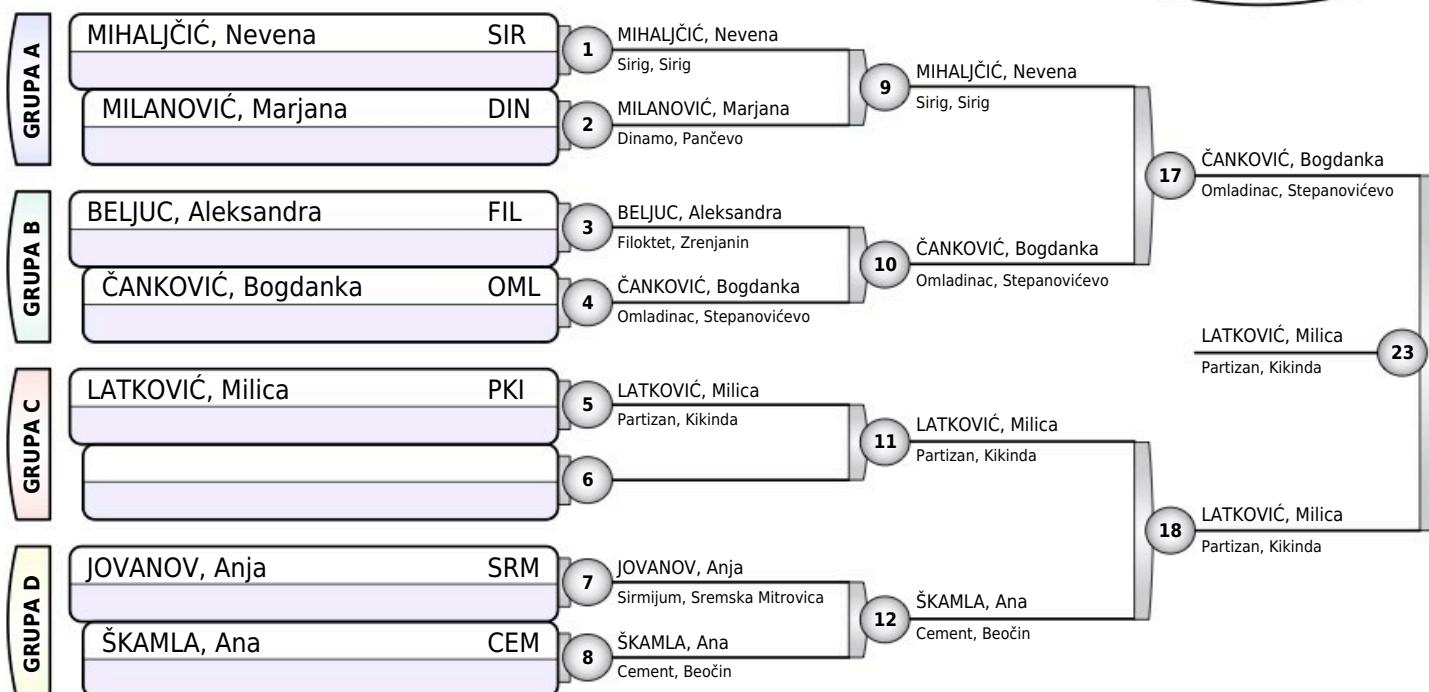 GRUPA A
MIHALJČIĆ, Nevena SIR
MILANOVIĆ, Marjana DIN
GRUPA B
BELJUC, Aleksandra FIL
ČANKOVIĆ, Bogdanka OML
GRUPA C
LATKOVIĆ, Milica PKI
GRUPA D
JOVANOV, Anja SRM
ŠKAMLA, Ana CEM
1
MIHALJČIĆ, Nevena
Sirig, Sirig
2
MILANOVIĆ, Marjana
Dinamo, Pančevo
3
BELJUC, Aleksandra
Filoktet, Zrenjanin
4
ČANKOVIĆ, Bogdanka
Omladinac, Stepanovićevo
5
LATKOVIĆ, Milica
Partizan, Kikinda
6
7
JOVANOV, Anja
Sirmijum, Sremska Mitrovica
8
ŠKAMLA, Ana
Cement, Beočin
9
MIHALJČIĆ, Nevena
Sirig, Sirig
10
ČANKOVIĆ, Bogdanka
Omladinac, Stepanovićevo
11
LATKOVIĆ, Milica
Partizan, Kikinda
12
ŠKAMLA, Ana
Cement, Beočin
17
ČANKOVIĆ, Bogdanka
Omladinac, Stepanovićevo
18
LATKOVIĆ, Milica
Partizan, Kikinda
LATKOVIĆ, Milica
Partizan, Kikinda
23